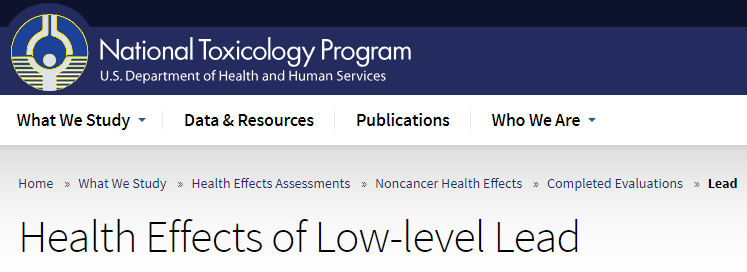 National Toxicology Program
U.S. Department of Health and Human Services
What We Study Data & Resources Publications Who We Are
Home » What We Study » Health Effects Assessments » Noncancer Health Effects » Completed Evaluations » Lead
Health Effects of Low-level Lead